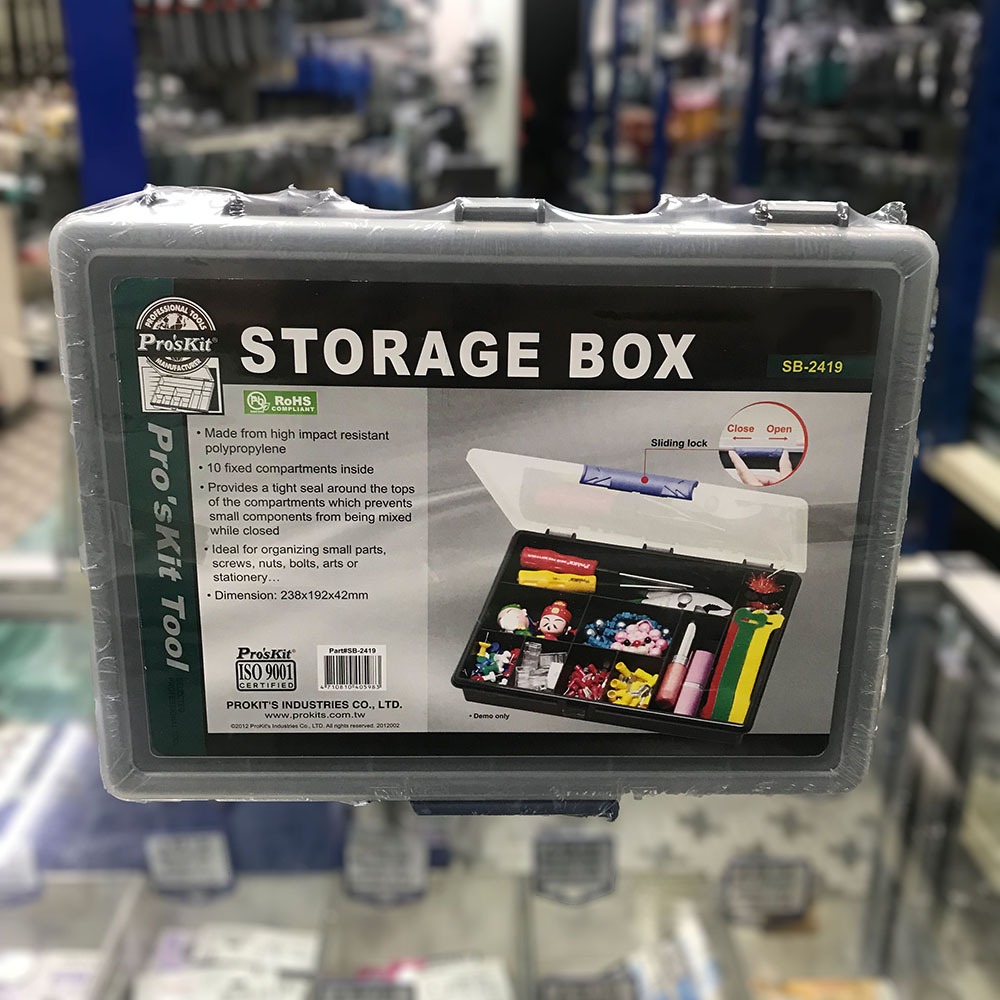 PROFESSIONAL TOOLS
Pro'sKit®
MANUFACTURER
STORAGE BOX
SB-2419
Pb
RoHS
COMPLIANT
Pro'sKit Tool
• Made from high impact resistant
polypropylene
• 10 fixed compartments inside
• Provides a tight seal around the tops
of the compartments which prevents
small components from being mixed
while closed
• Ideal for organizing small parts,
screws, nuts, bolts, arts or
stationery...
• Dimension: 238x192x42mm
Close Open
Sliding lock
Pro'sKit®
ISO 9001
CERTIFIED
Part#SB-2419
4 710810 405983
PROKIT'S INDUSTRIES CO., LTD.
www.prokits.com.tw
©2012 ProKit's Industries Co., LTD. All rights reserved. 2012002
• Demo only